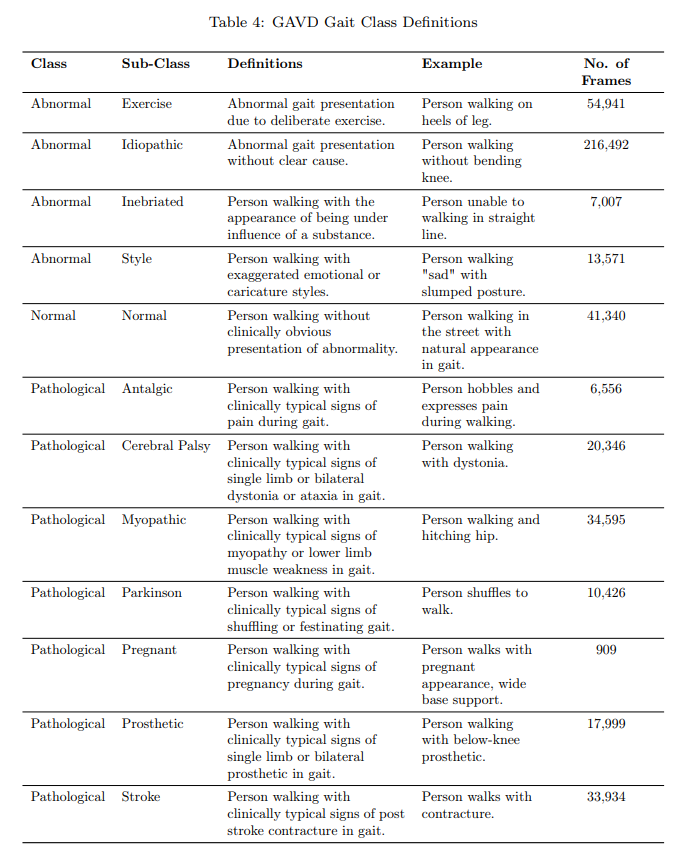 Table 4: GAVD Gait Class Definitions
Class Sub-Class Definitions Example No. of
Frames
Abnormal Exercise Abnormal gait presentation Person walking on 54,941
due to deliberate exercise. heels of leg.
Abnormal Idiopathic Abnormal gait presentation Person walking 216,492
without clear cause. without bending
knee.
Abnormal Inebriated Person walking with the Person unable to 7,007
appearance of being under walking in straight
influence of a substance. line.
Abnormal Style Person walking with Person walking 13,571
exaggerated emotional or "sad" with
caricature styles. slumped posture.
Normal Normal Person walking without Person walking in 41,340
clinically obvious the street with
presentation of abnormality. natural appearance
in gait.
Pathological Antalgic Person walking with Person hobbles and 6,556
clinically typical signs of expresses pain
pain during gait. during walking.
Pathological Cerebral Palsy Person walking with Person walking 20,346
clinically typical signs of with dystonia.
single limb or bilateral
dystonia or ataxia in gait.
Pathological Myopathic Person walking with Person walking and 34,595
clinically typical signs of hitching hip.
myopathy or lower limb
muscle weakness in gait.
Pathological Parkinson Person walking with Person shuffles to 10,426
clinically typical signs of walk.
shuffling or festinating gait.
Pathological Pregnant Person walking with Person walks with 909
clinically typical signs of pregnant
pregnancy during gait. appearance, wide
base support.
Pathological Prosthetic Person walking with Person walking 17,999
clinically typical signs of with below-knee
single limb or bilateral prosthetic.
prosthetic in gait.
Pathological Stroke Person walking with Person walks with 33,934
clinically typical signs of post contracture.
stroke contracture in gait.